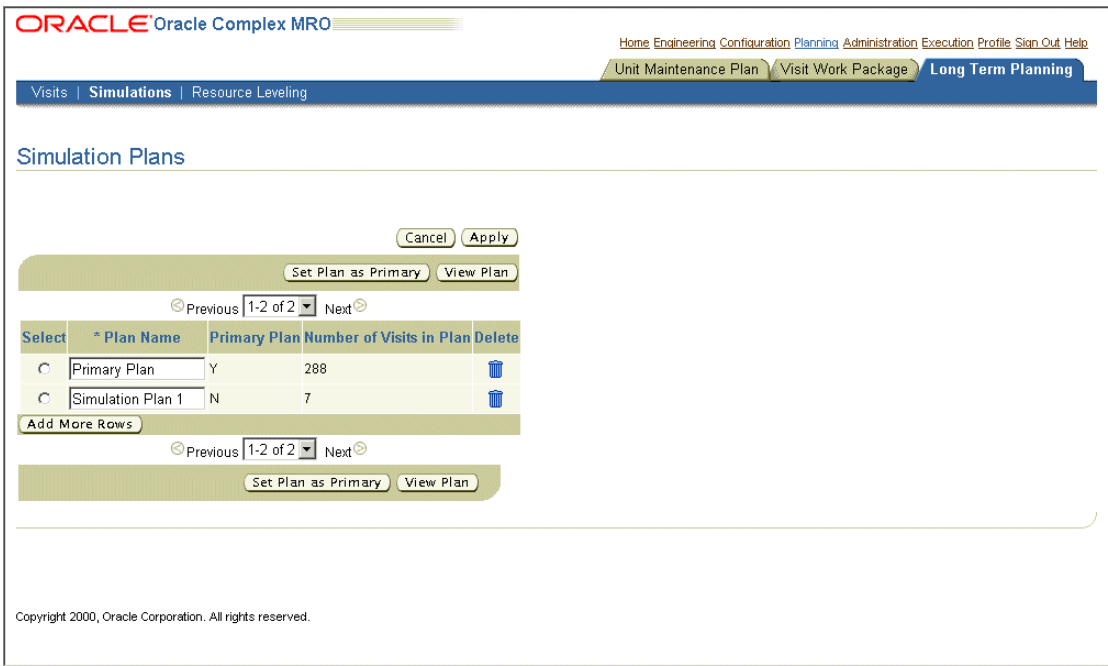 ORACLE Oracle Complex MRO
Home Engineering Configuration Planning Administration Execution Profile Sign Out Help
Unit Maintenance Plan Visit Work Package Long Term Planning
Visits | Simulations | Resource Leveling
Simulation Plans
Cancel Apply
Set Plan as Primary View Plan
Previous 1-2 of 2 Next
Select * Plan Name Primary Plan Number of Visits in Plan Delete
Primary Plan Y 288
Simulation Plan 1 N 7
Add More Rows
Previous 1-2 of 2 Next
Set Plan as Primary View Plan
Copyright 2000, Oracle Corporation. All rights reserved.